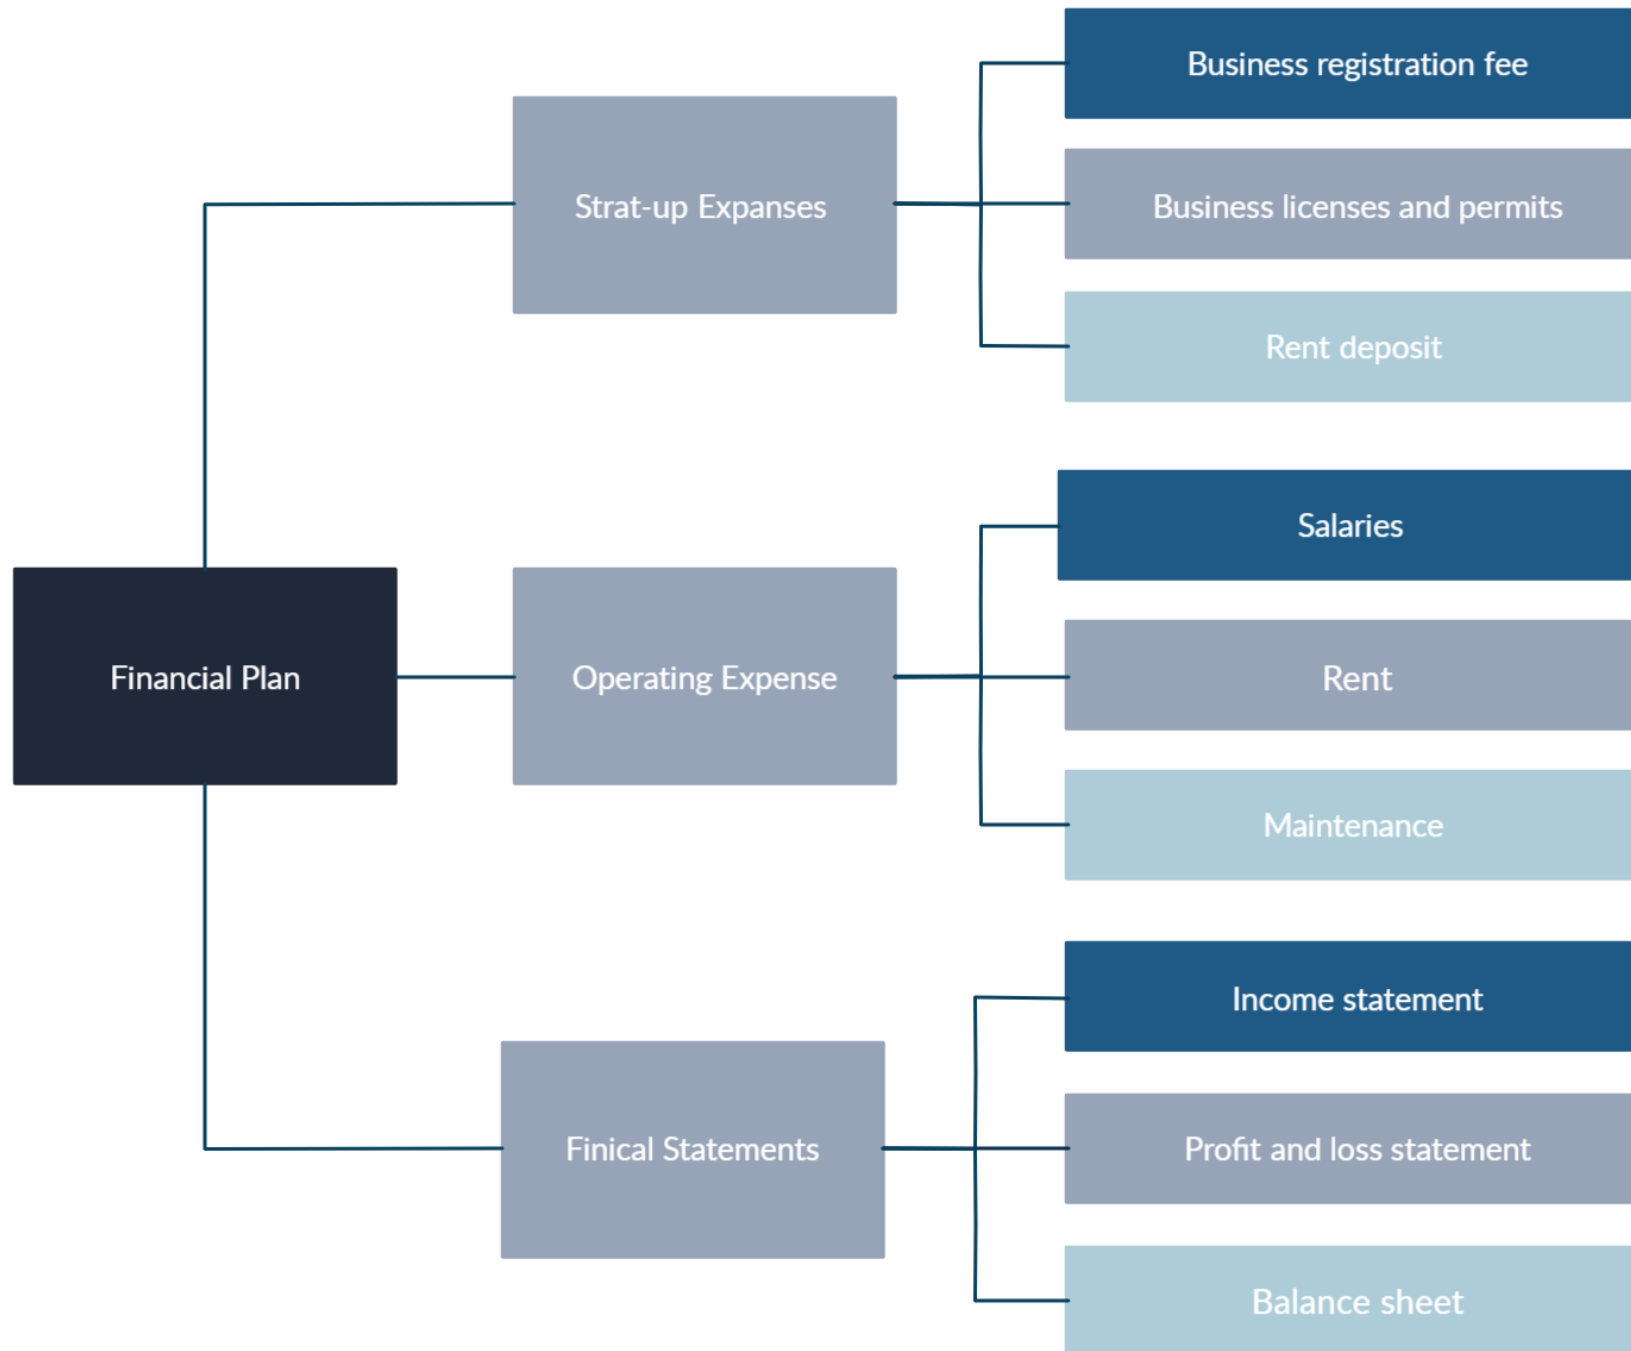 Business registration fee
Strat-up Expanses
Business licenses and permits
Rent deposit
Salaries
Financial Plan
Operating Expense
Rent
Maintenance
Income statement
Finical Statements
Profit and loss statement
Balance sheet